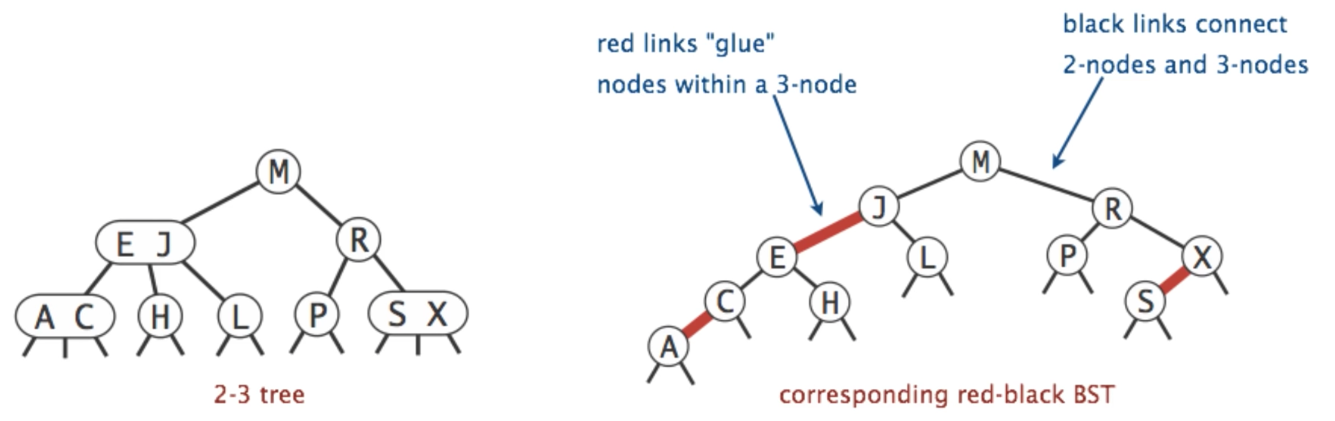 red links "glue"
nodes within a 3-node
black links connect
2-nodes and 3-nodes
M
E J
R
A C
H
L
P
S X
2-3 tree
M
J
R
E
L
P
X
C
H
S
A
corresponding red-black BST